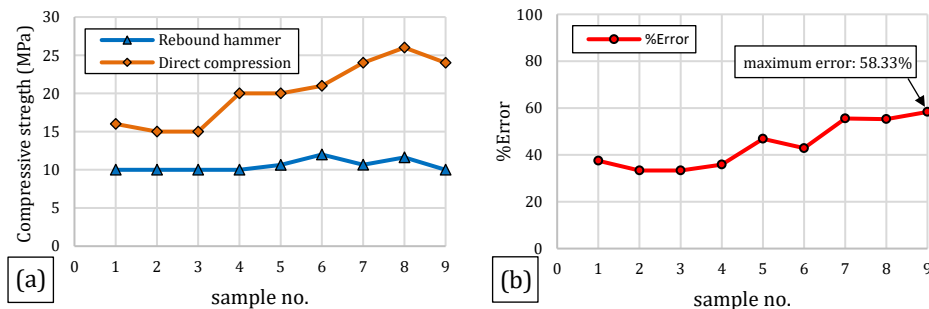 30
25
20
15
10
5
0
Compressive stregth (MPa)
Rebound hammer
Direct compression
0 1 2 3 4 5 6 7 8 9
sample no.
(a)
100
80
60
40
20
0
%Error
%Error
maximum error: 58.33%
0 1 2 3 4 5 6 7 8 9
sample no.
(b)